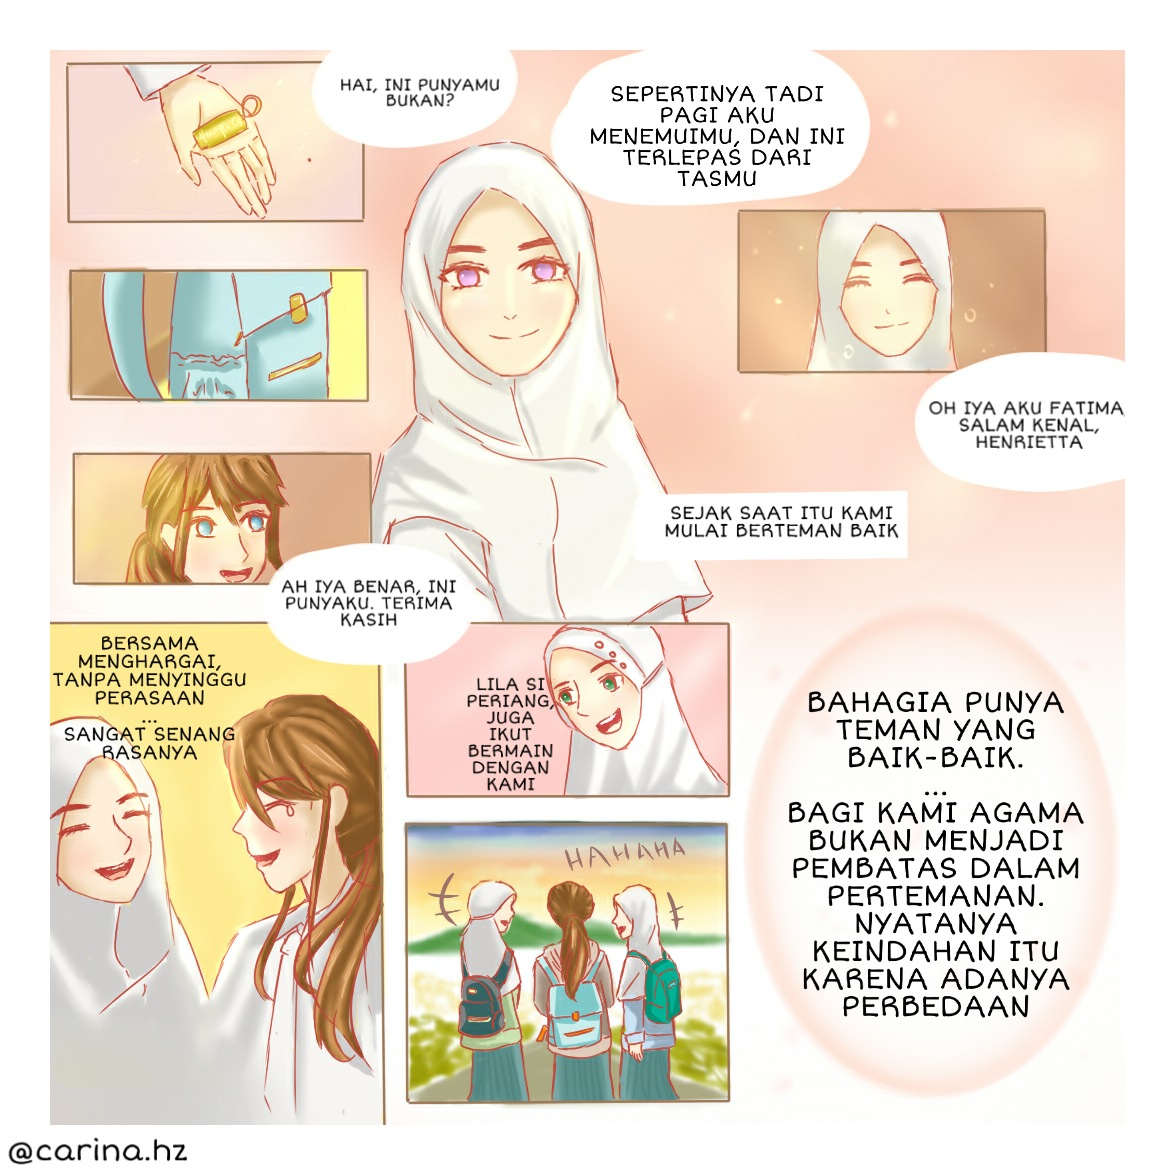 HAI, INI PUNYAMU
BUKAN?
SEPERTINYA TADI
PAGI AKU
MENEMUIMU, DAN INI
TERLEPAS DARI
TASMU
OH IYA AKU FATIMA,
SALAM KENAL,
HENRIETTA
SEJAK SAAT ITU KAMI
MULAI BERTEMAN BAIK
AH IYA BENAR, INI
PUNYAKU. TERIMA
KASIH
BERSAMA
MENGHARGAI,
TANPA MENYINGGU
PERASAAN
...
SANGAT SENANG
RASANYA
LILA SI
PERIANG,
JUGA
IKUT
BERMAIN
DENGAN
KAMI
HAHAHA
BAHAGIA PUNYA
TEMAN YANG
BAIK-BAIK.
...
BAGI KAMI AGAMA
BUKAN MENJADI
PEMBATAS DALAM
PERTEMANAN.
NYATANYA
KEINDAHAN ITU
KARENA ADANYA
PERBEDAAN
@carina.hz